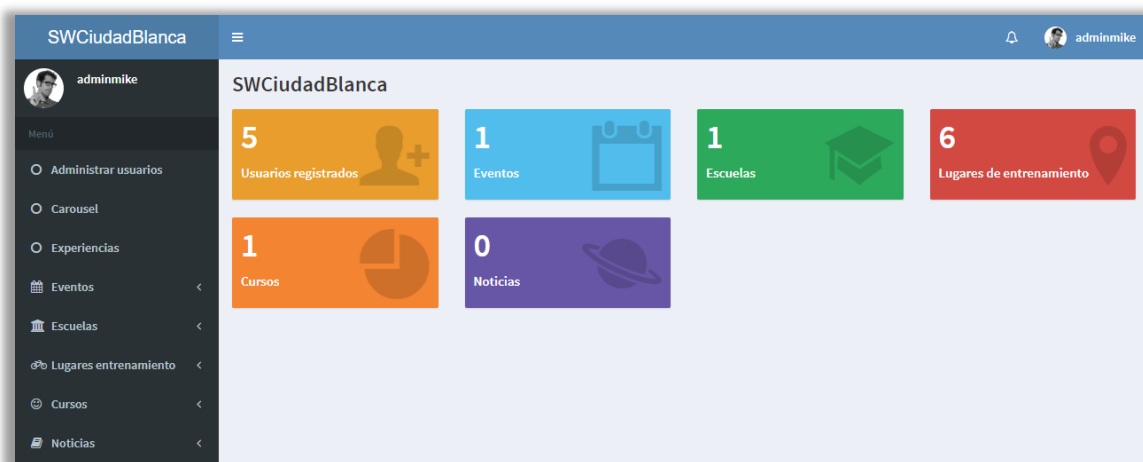 SWCiudadBlanca
adminmike
adminmike
Menú
Administrar usuarios
Carousel
Experiencias
Eventos
Escuelas
Lugares entrenamiento
Cursos
Noticias
SWCiudadBlanca
5
Usuarios registrados
1
Eventos
1
Escuelas
6
Lugares de entrenamiento
1
Cursos
0
Noticias